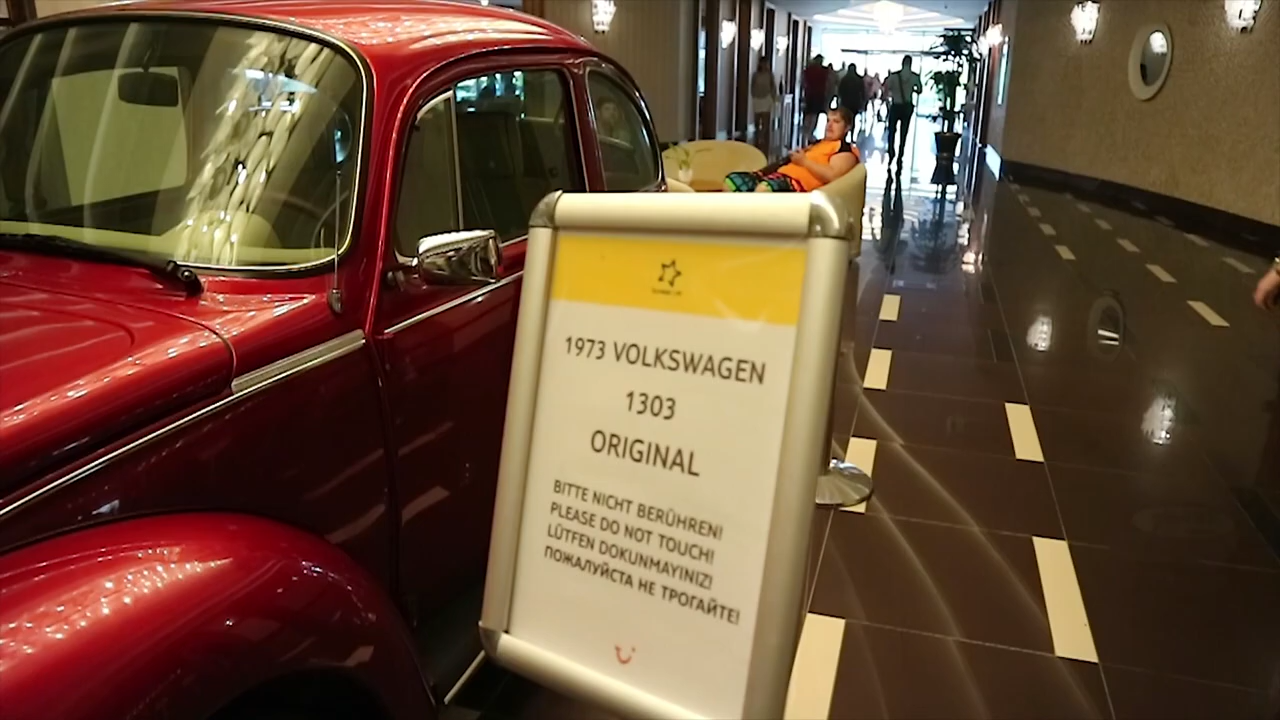 1973 VOLKSWAGEN
1303
ORIGINAL
BITTE NICHT BERÜHREN!
PLEASE DO NOT TOUCH!
LÜTFEN DOKUNMAYINIZ!
ПОЖАЛУЙСТА НЕ ТРОГАЙТЕ!